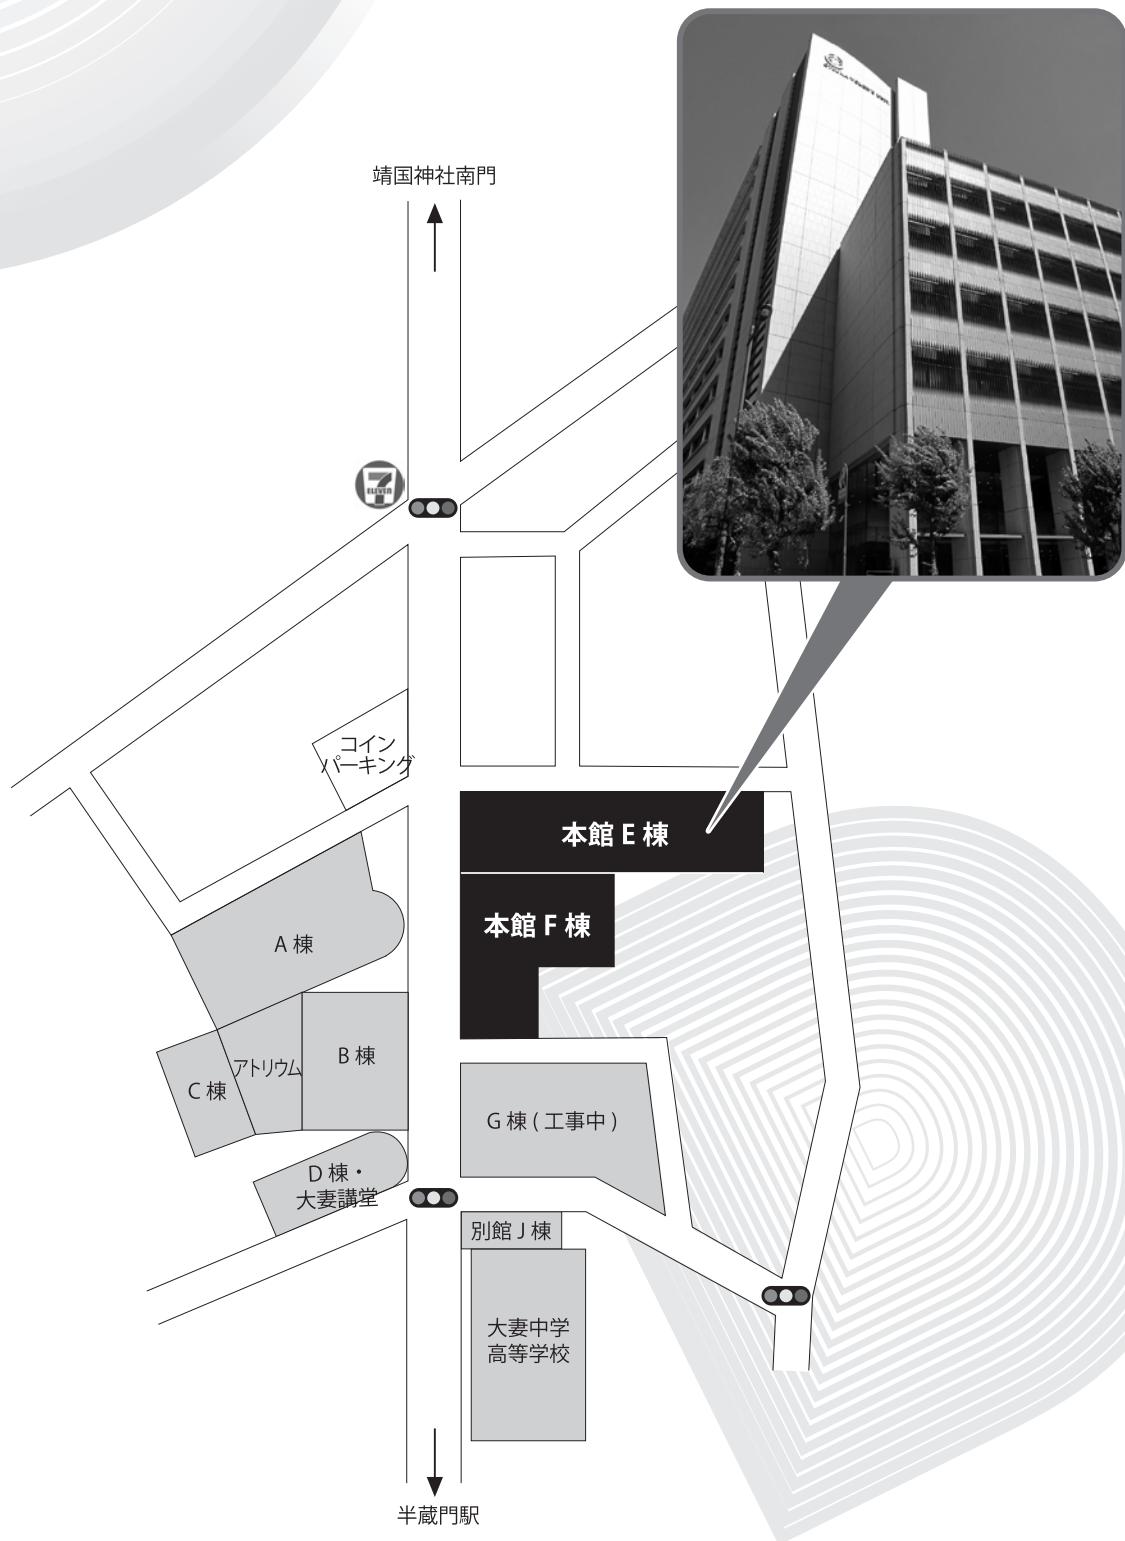 靖国神社南門
7
ELEVEN
コイン
パーキング
本館 E 棟
本館 F 棟
A 棟
B 棟
アトリウム
C 棟
G 棟 ( 工事中 )
D 棟・
大妻講堂
別館 J 棟
大妻中学
高等学校
半蔵門駅